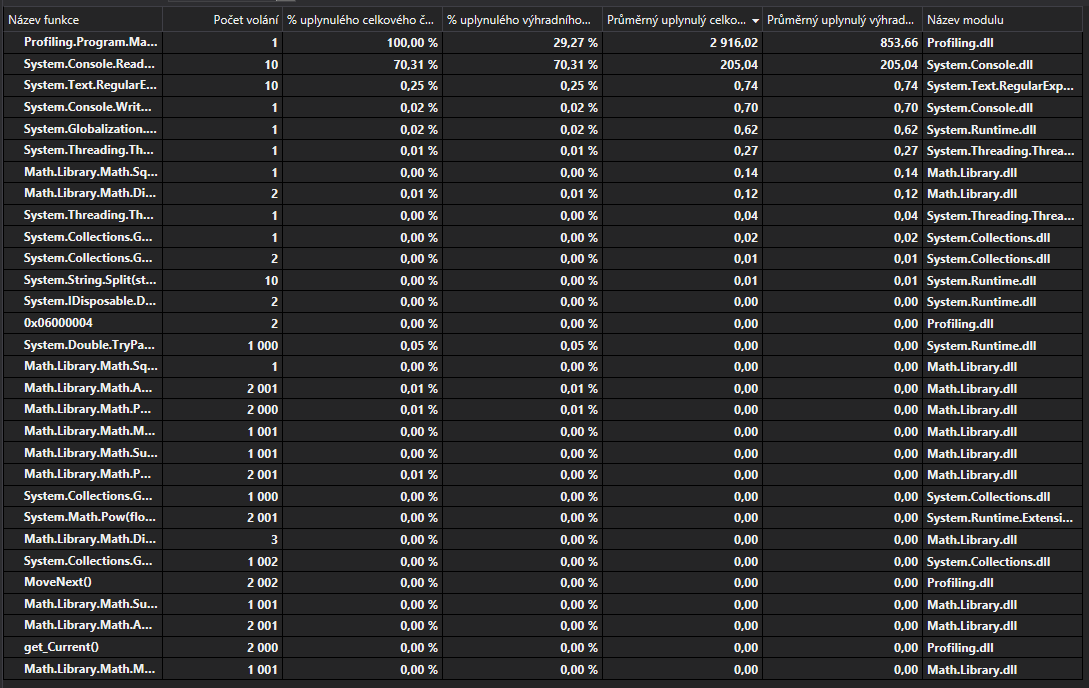 Název funkce Počet volání % uplynulého celkového č... % uplynulého výhradního... Průměrný uplynulý celko... Průměrný uplynulý výhrad... Název modulu
Profiling.Program.Ma... 1 100,00 % 29,27 % 2 916,02 853,66 Profiling.dll
System.Console.Read... 10 70,31 % 70,31 % 205,04 205,04 System.Console.dll
System.Text.RegularE... 10 0,25 % 0,25 % 0,74 0,74 System.Text.RegularExp...
System.Console.Writ... 1 0,02 % 0,02 % 0,70 0,70 System.Console.dll
System.Globalization.... 1 0,02 % 0,02 % 0,62 0,62 System.Runtime.dll
System.Threading.Th... 1 0,01 % 0,01 % 0,27 0,27 System.Threading.Threa...
Math.Library.Math.Sq... 1 0,00 % 0,00 % 0,14 0,14 Math.Library.dll
Math.Library.Math.Di... 2 0,01 % 0,01 % 0,12 0,12 Math.Library.dll
System.Threading.Th... 1 0,00 % 0,00 % 0,04 0,04 System.Threading.Threa...
System.Collections.G... 1 0,00 % 0,00 % 0,02 0,02 System.Collections.dll
System.Collections.G... 2 0,00 % 0,00 % 0,01 0,01 System.Collections.dll
System.String.Split(st... 10 0,00 % 0,00 % 0,01 0,01 System.Runtime.dll
System.IDisposable.D... 2 0,00 % 0,00 % 0,00 0,00 System.Runtime.dll
0x06000004 2 0,00 % 0,00 % 0,00 0,00 Profiling.dll
System.Double.TryPa... 1 000 0,05 % 0,05 % 0,00 0,00 System.Runtime.dll
Math.Library.Math.Sq... 1 0,00 % 0,00 % 0,00 0,00 Math.Library.dll
Math.Library.Math.A... 2 001 0,01 % 0,01 % 0,00 0,00 Math.Library.dll
Math.Library.Math.P... 2 000 0,01 % 0,01 % 0,00 0,00 Math.Library.dll
Math.Library.Math.M... 1 001 0,00 % 0,00 % 0,00 0,00 Math.Library.dll
Math.Library.Math.Su... 1 001 0,00 % 0,00 % 0,00 0,00 Math.Library.dll
Math.Library.Math.P... 2 001 0,01 % 0,00 % 0,00 0,00 Math.Library.dll
System.Collections.G... 1 000 0,00 % 0,00 % 0,00 0,00 System.Collections.dll
System.Math.Pow(flo... 2 001 0,00 % 0,00 % 0,00 0,00 System.Runtime.Extensi...
Math.Library.Math.Di... 3 0,00 % 0,00 % 0,00 0,00 Math.Library.dll
System.Collections.G... 1 002 0,00 % 0,00 % 0,00 0,00 System.Collections.dll
MoveNext() 2 002 0,00 % 0,00 % 0,00 0,00 Profiling.dll
Math.Library.Math.Su... 1 001 0,00 % 0,00 % 0,00 0,00 Math.Library.dll
Math.Library.Math.A... 2 001 0,00 % 0,00 % 0,00 0,00 Math.Library.dll
get_Current() 2 000 0,00 % 0,00 % 0,00 0,00 Profiling.dll
Math.Library.Math.M... 1 001 0,00 % 0,00 % 0,00 0,00 Math.Library.dll